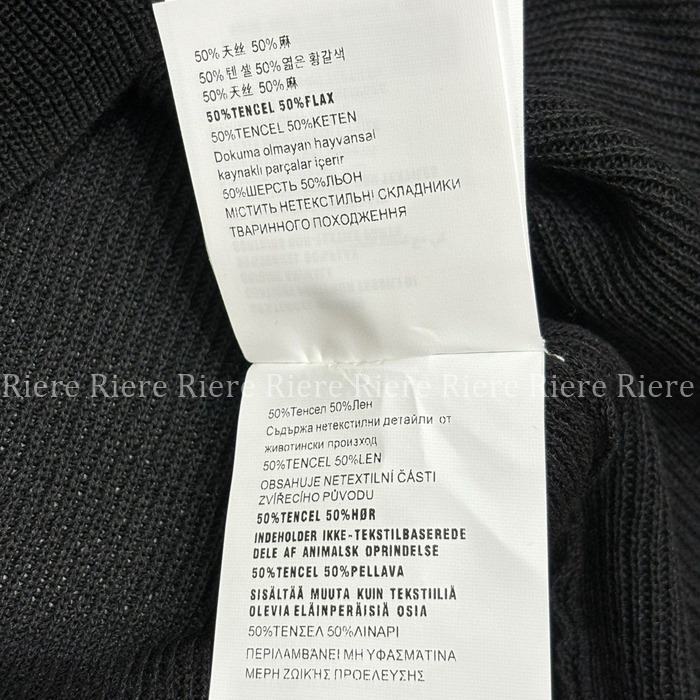 50%天丝 50%麻
50%텐 셀 50%엷은 황갈색
50%天丝 50%麻
50%TENCEL 50%FLAX
50%TENCEL 50%KETEN
Dokuma olmayan hayvansal
kaynaklı parçalar içerir
50%ШЕРСТЬ 50%ЛЬОН
МІСТИТЬ НЕТЕКСТИЛЬНІ СКЛАДНИКИ
ТВАРИННОГО ПОХОДЖЕННЯ
Riere Riere Riere Riere Riere Riere Riere Riere
50%Тенсел 50%Лен
Съдържа нетекстилни детайли от
животински произход
50%TENCEL 50%LEN
OBSAHUJE NETEXTILNÍ ČÁSTI
ZVÍŘECÍHO PŮVODU
50%TENCEL 50%HØR
INDEHOLDER IKKE-TEKSTILBASEREDE
DELE AF ANIMALSK OPRINDELSE
50%TENCEL 50%PELLAVA
SISÄLTÄÄ MUUTA KUIN TEKSTIILIÄ
OLEVIA ELÄINPERÄISIÄ OSIA
50%ΤΕΝΣΕΛ 50%ΛΙΝΑΡΙ
ΠΕΡΙΛΑΜΒΑΝΕΙ ΜΗ ΥΦΑΣΜΑΤΙΝΑ
ΜΕΡΗ ΖΩΙΚΗΣ ΠΡΟΕΛΕΥΣΗΣ